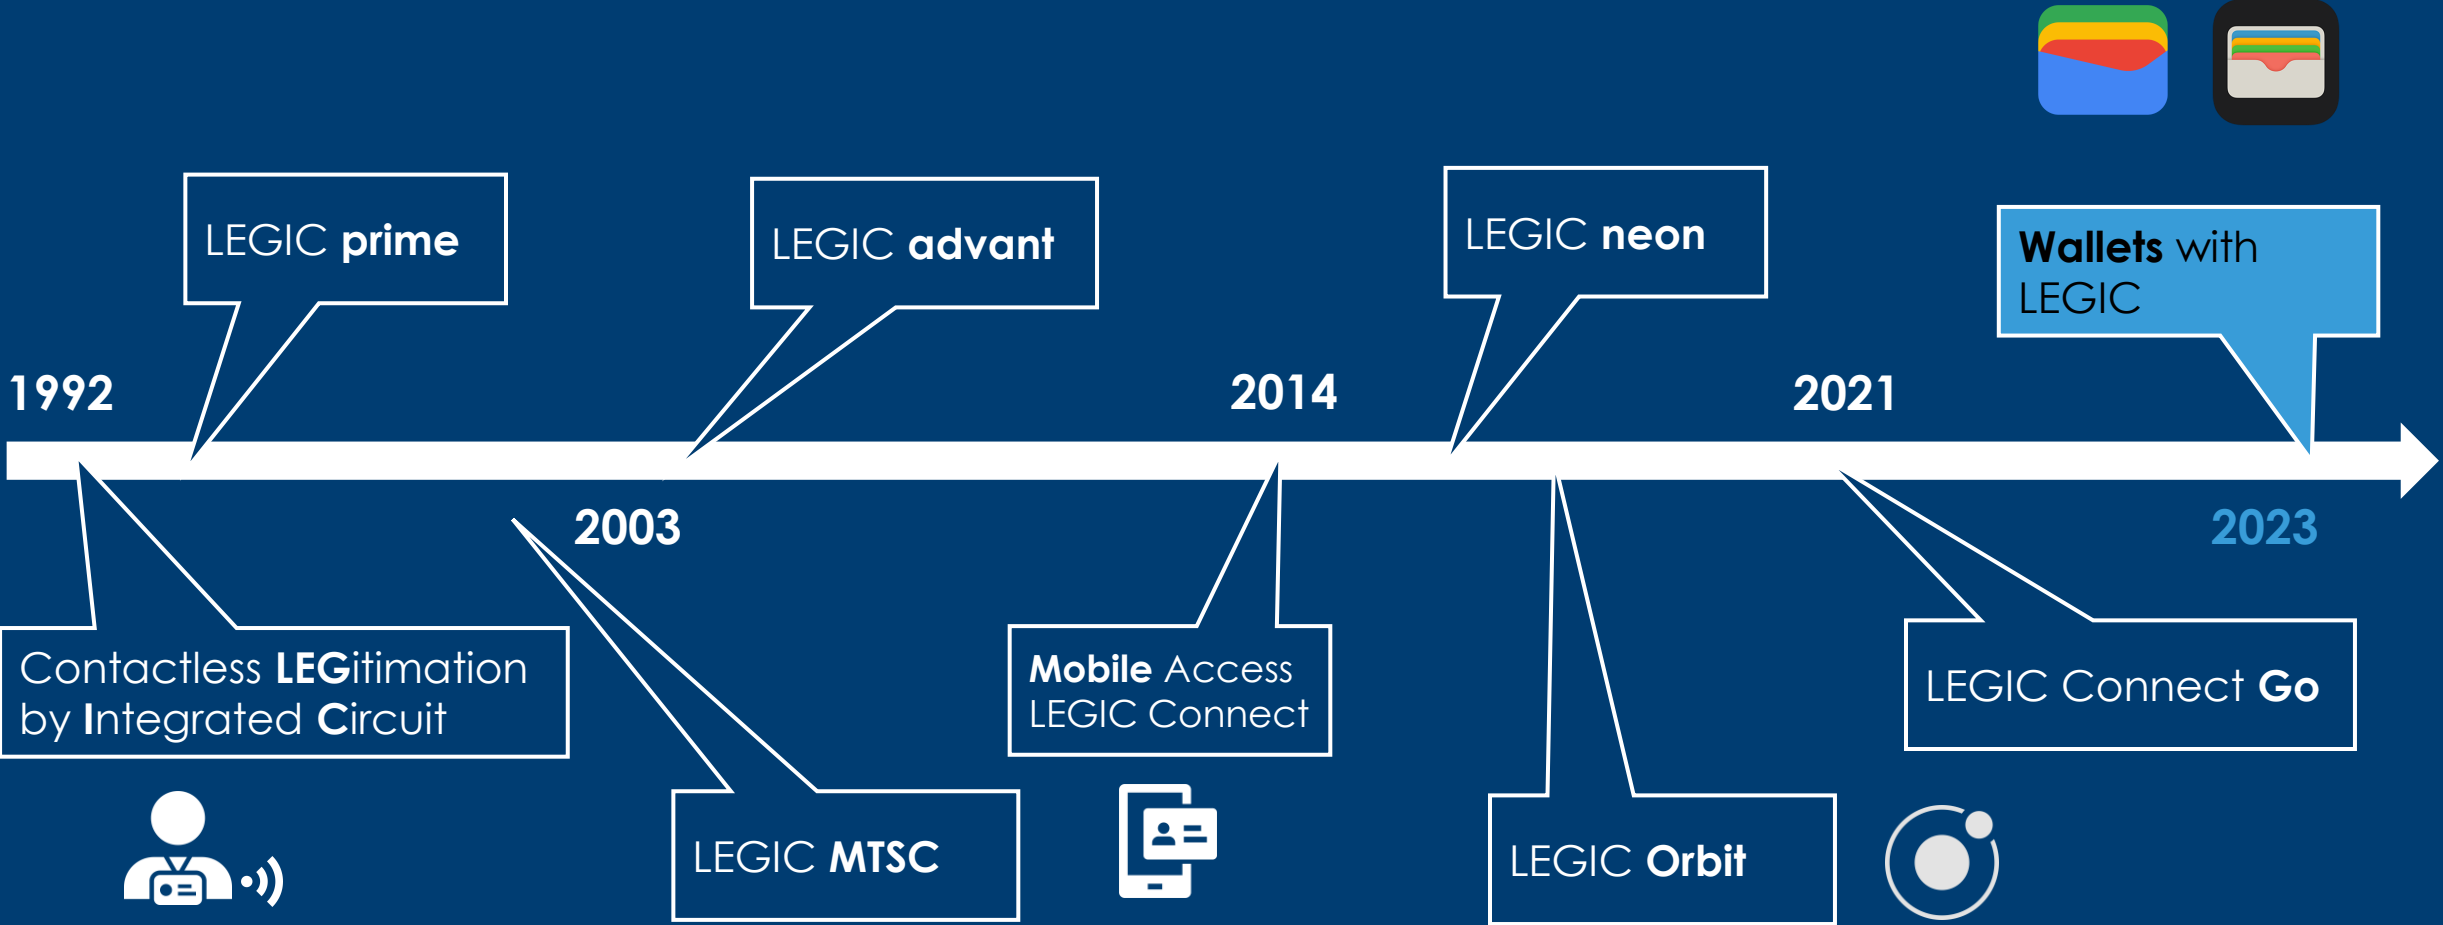 LEGIC prime
LEGIC advant
LEGIC neon
Wallets with
LEGIC
1992
2014
2021
2003
2023
Contactless LEGitimation
by Integrated Circuit
Mobile Access
LEGIC Connect
LEGIC Connect Go
LEGIC MTSC
LEGIC Orbit